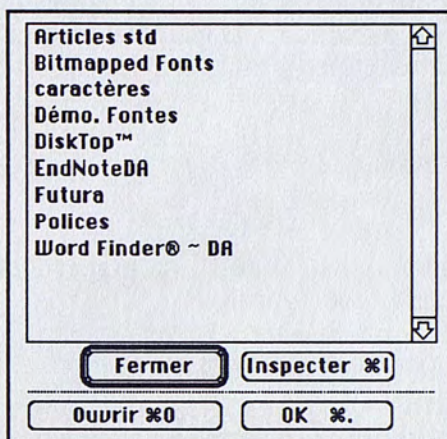 Articles std
Bitmapped Fonts
caractères
Démo. Fontes
DiskTop™
EndNoteDA
Futura
Polices
Word Finder® ~ DA
Fermer
Inspecter ⌘I
Ouvrir ⌘O
OK ⌘.